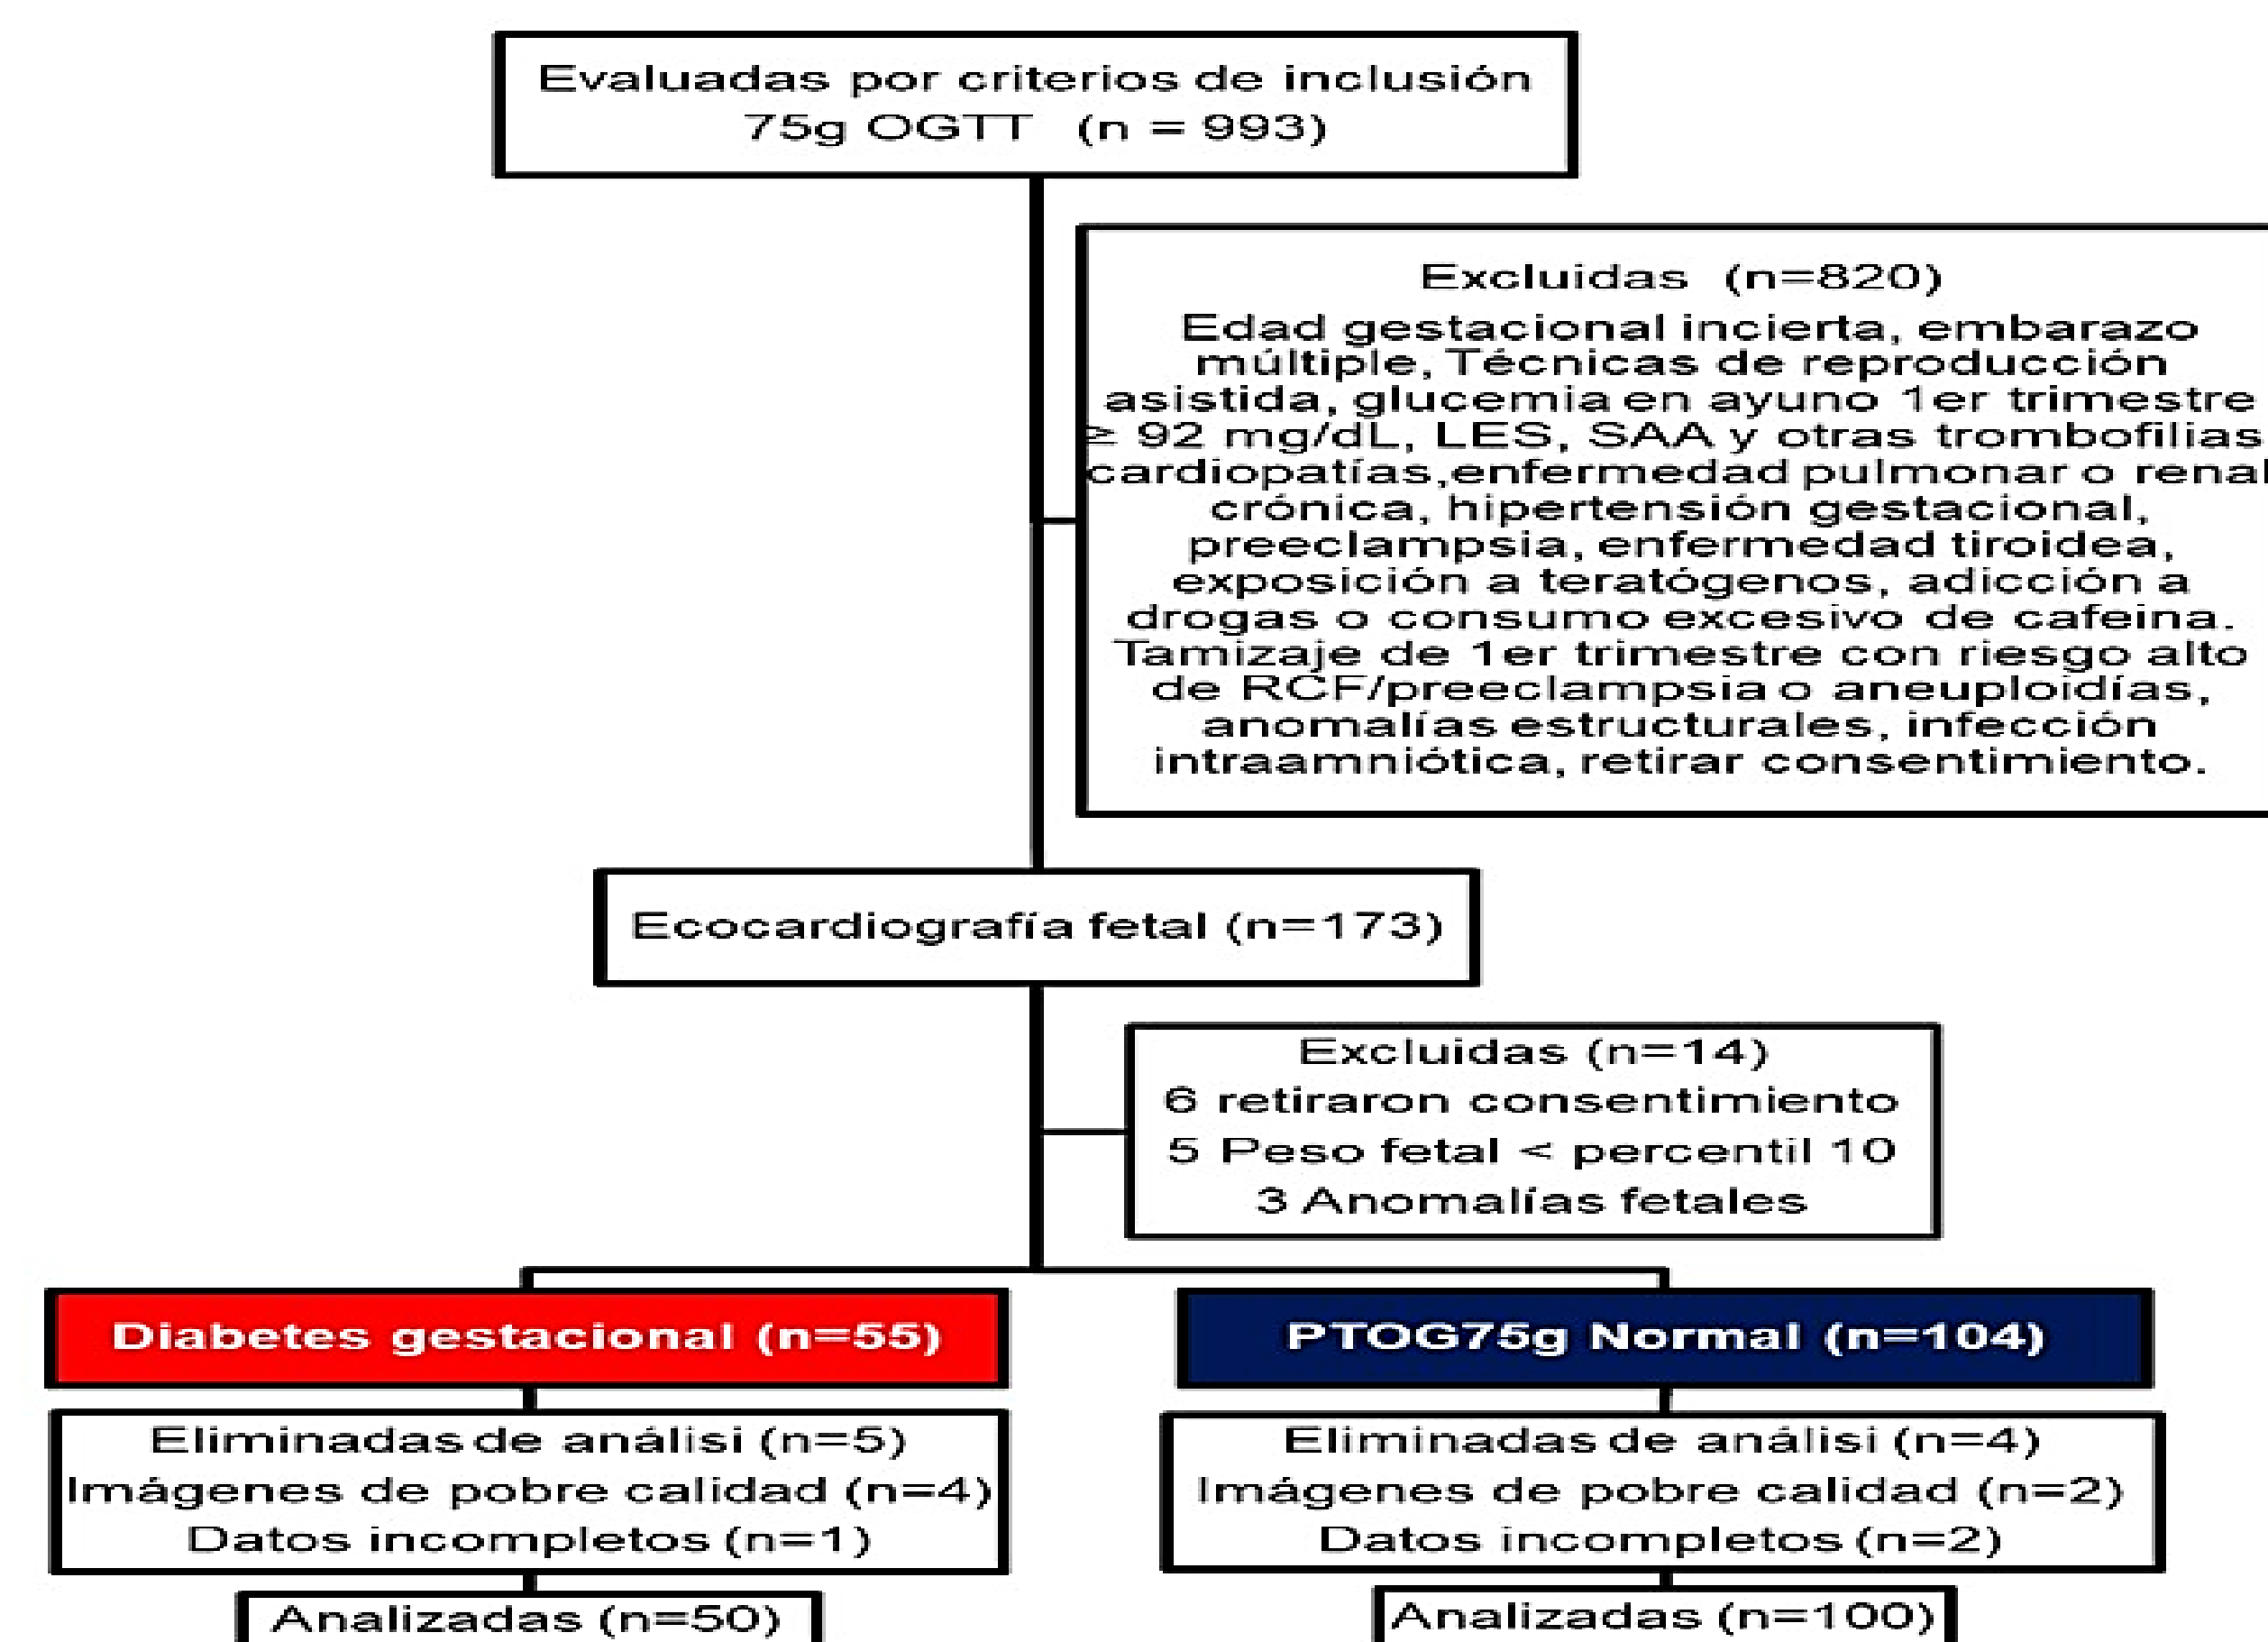 Evaluadas por criterios de inclusión
75g OGTT (n = 993)
Excluidas (n=820)
Edad gestacional incierta, embarazo
múltiple, Técnicas de reproducción
asistida, glucemia en ayuno 1er trimestre
≥ 92 mg/dL, LES, SAA y otras trombofilias
cardiopatías,enfermedad pulmonar o renal
crónica, hipertensión gestacional,
preeclampsia, enfermedad tiroidea,
exposición a teratógenos, adicción a
drogas o consumo excesivo de cafeina.
Tamizaje de 1er trimestre con riesgo alto
de RCF/preeclampsia o aneuploidías,
anomalías estructurales, infección
intraamniótica, retirar consentimiento.
Ecocardiografía fetal (n=173)
Excluidas (n=14)
6 retiraron consentimiento
5 Peso fetal < percentil 10
3 Anomalías fetales
Diabetes gestacional (n=55)
Eliminadas de análisi (n=5)
Imágenes de pobre calidad (n=4)
Datos incompletos (n=1)
Analizadas (n=50)
PTOG75g Normal (n=104)
Eliminadas de análisi (n=4)
Imágenes de pobre calidad (n=2)
Datos incompletos (n=2)
Analizadas (n=100)